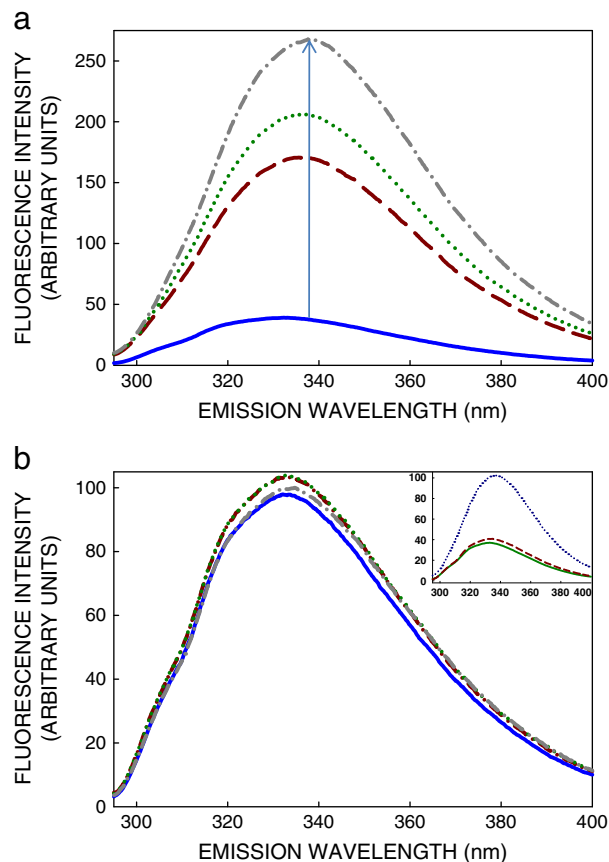 a
FLUORESCENCE INTENSITY
(ARBITRARY UNITS)
250
200
150
100
50
0
300 320 340 360 380 400
EMISSION WAVELENGTH (nm)
b
FLUORESCENCE INTENSITY
(ARBITRARY UNITS)
100
80
60
40
20
0
100
80
60
40
20
0
300 320 340 360 380 400
300 320 340 360 380 400
EMISSION WAVELENGTH (nm)